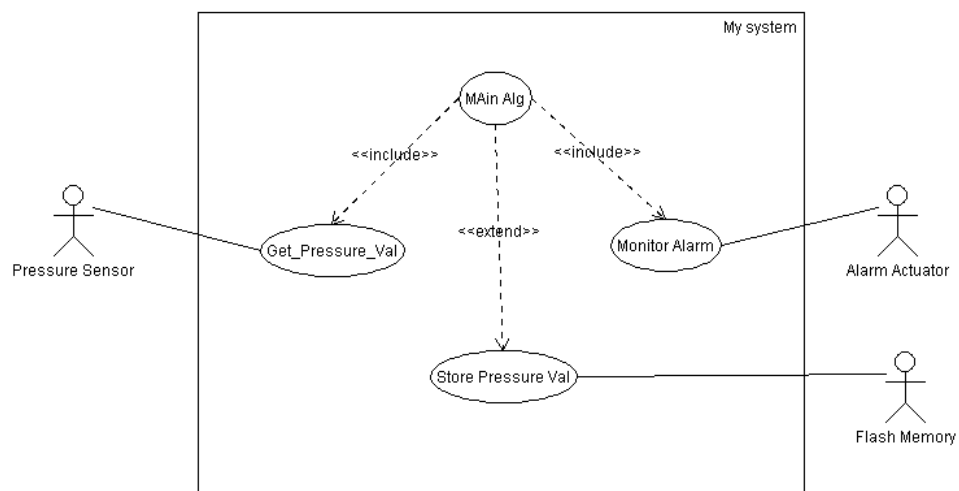 My system
MAin Alg
<<include>>
<<include>>
<<extend>>
Get_Pressure_Val
Monitor Alarm
Pressure Sensor
Alarm Actuator
Store Pressure Val
Flash Memory